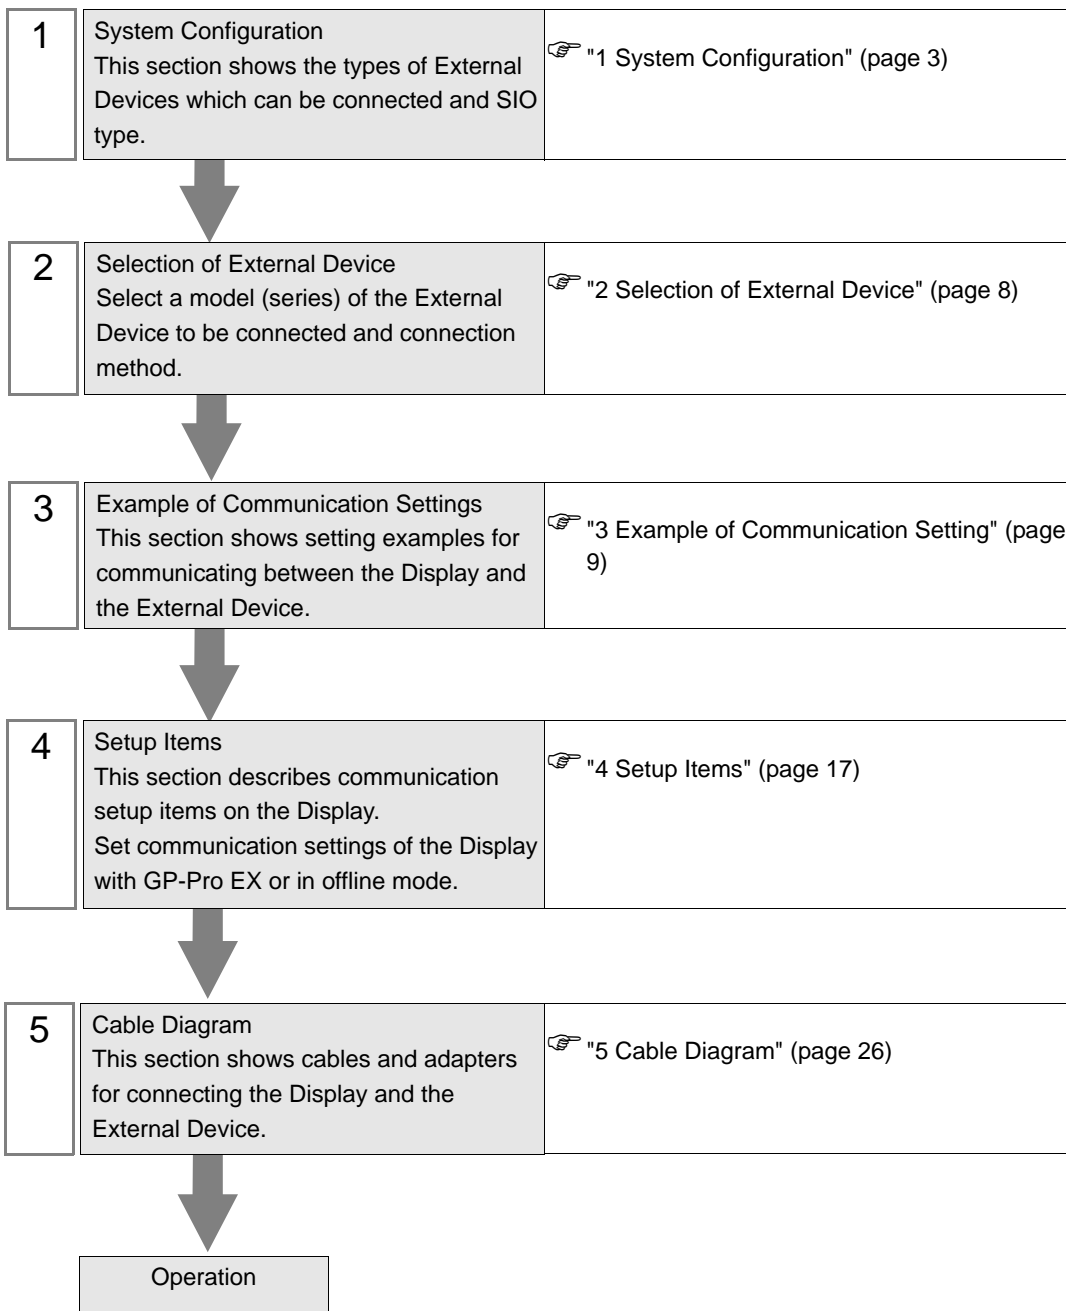 1
System Configuration
This section shows the types of External
Devices which can be connected and SIO
type.
"1 System Configuration" (page 3)
2
Selection of External Device
Select a model (series) of the External
Device to be connected and connection
method.
"2 Selection of External Device" (page 8)
3
Example of Communication Settings
This section shows setting examples for
communicating between the Display and
the External Device.
"3 Example of Communication Setting" (page
9)
4
Setup Items
This section describes communication
setup items on the Display.
Set communication settings of the Display
with GP-Pro EX or in offline mode.
"4 Setup Items" (page 17)
5
Cable Diagram
This section shows cables and adapters
for connecting the Display and the
External Device.
"5 Cable Diagram" (page 26)
Operation